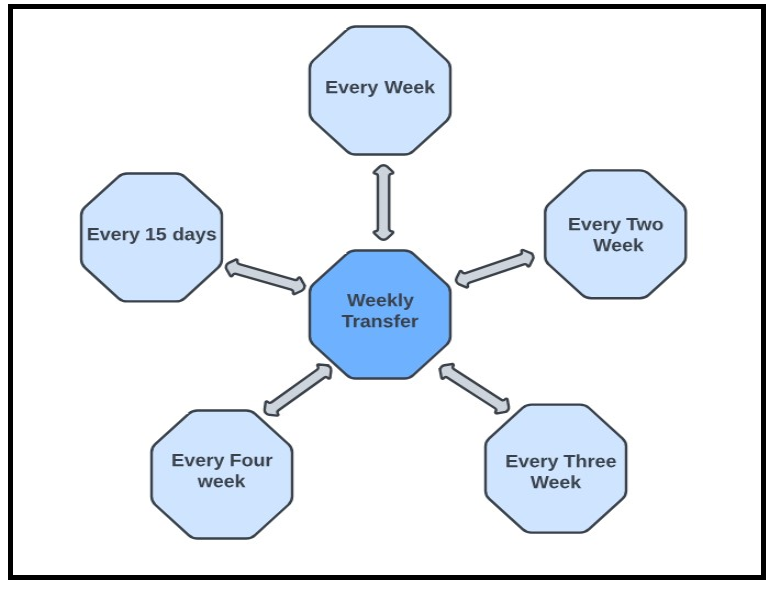 Every Week
Every 15 days
Every Two
Week
Weekly
Transfer
Every Four
week
Every Three
Week